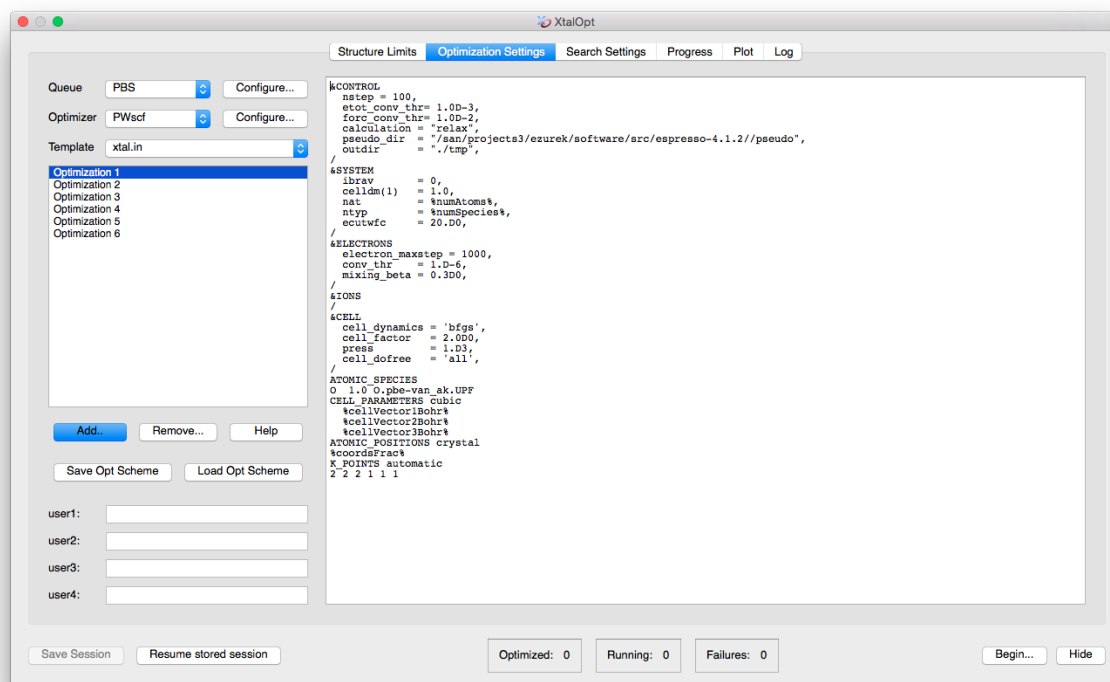 XtalOpt
Structure Limits Optimization Settings Search Settings Progress Plot Log
Queue PBS Configure...
Optimizer PWscf Configure...
Template xtal.in
Optimization 1
Optimization 2
Optimization 3
Optimization 4
Optimization 5
Optimization 6
Add.. Remove... Help
Save Opt Scheme Load Opt Scheme
user1:
user2:
user3:
user4:
&CONTROL
nstep = 100,
etot_conv_thr= 1.0D-3,
forc_conv_thr= 1.0D-2,
calculation = "relax",
pseudo_dir = "/san/projects3/ezurek/software/src/espresso-4.1.2//pseudo",
outdir = "./tmp",
/
&SYSTEM
ibrav = 0,
celldm(1) = 1.0,
nat = %numAtoms%,
ntyp = %numSpecies%,
ecutwfc = 20.D0,
/
&ELECTRONS
electron_maxstep = 1000,
conv_thr = 1.D-6,
mixing_beta = 0.3D0,
/
&IONS
/
&CELL
cell_dynamics = 'bfgs',
cell_factor = 2.0D0,
press = 1.D3,
cell_dofree = 'all',
/
ATOMIC_SPECIES
O 1.0 O.pbe-van_ak.UPF
CELL_PARAMETERS cubic
%cellVector1Bohr%
%cellVector2Bohr%
%cellVector3Bohr%
ATOMIC_POSITIONS crystal
%coordsFrac%
K_POINTS automatic
2 2 2 1 1 1
Save Session Resume stored session Optimized: 0 Running: 0 Failures: 0 Begin... Hide